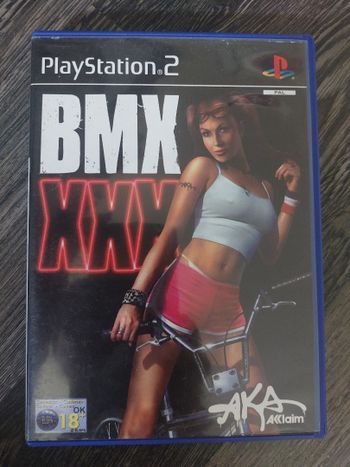 PlayStation®2
PAL
BMX
XXX
18
AKA
Acclaim